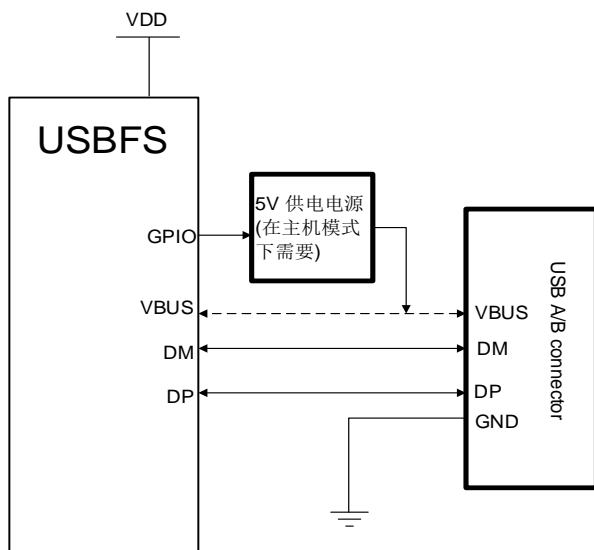 VDD
USBFS
GPIO
VBUS
DM
DP
5V 供电电源
(在主机模式
下需要)
VBUS
DM
DP
GND
USB A/B connector